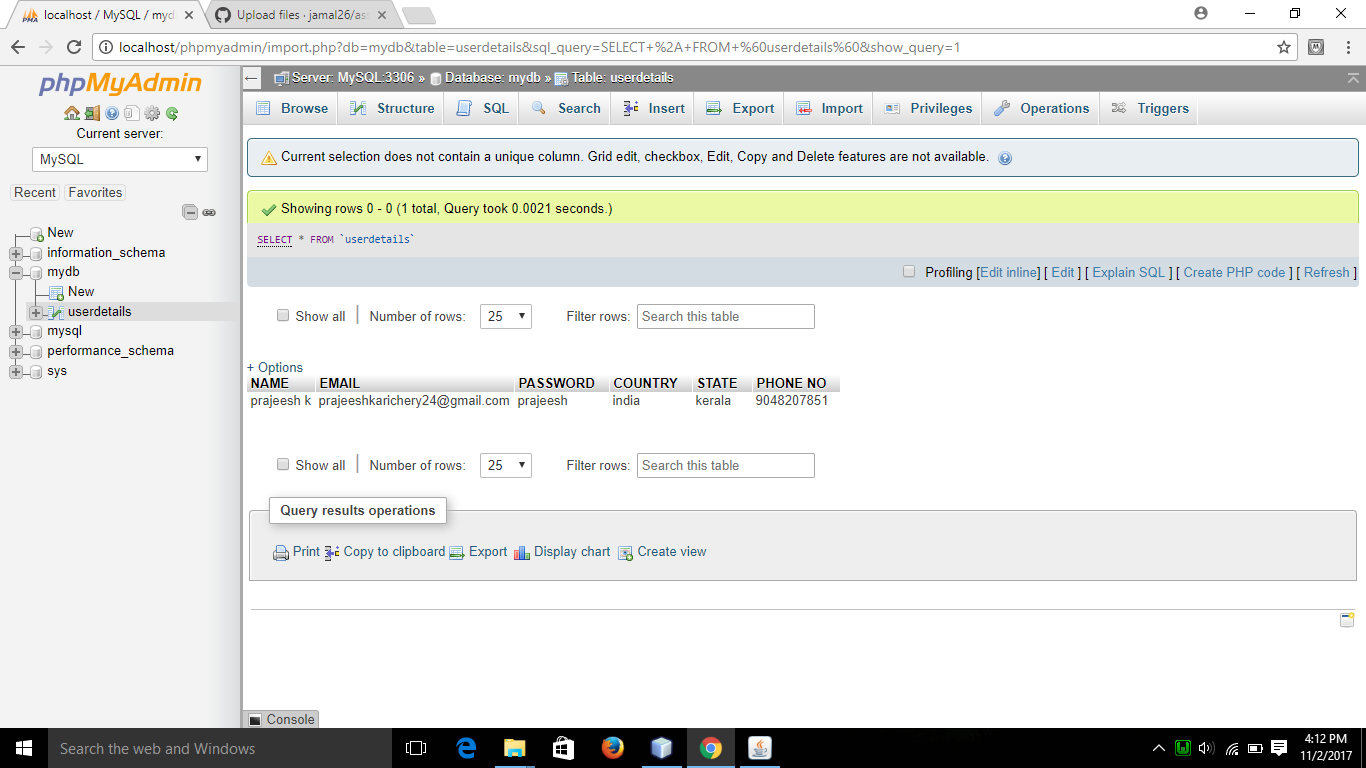 localhost / MySQL / myd
Upload files · jamal26/ass
localhost/phpmyadmin/import.php?db=mydb&table=userdetails&sql_query=SELECT+%2A+FROM+%60userdetails%60&show_query=1
phpMyAdmin
Current server:
MySQL
Recent Favorites
New
information_schema
mydb
New
userdetails
mysql
performance_schema
sys
Server: MySQL:3306 » Database: mydb » Table: userdetails
Browse Structure SQL Search Insert Export Import Privileges Operations Triggers
Current selection does not contain a unique column. Grid edit, checkbox, Edit, Copy and Delete features are not available.
Showing rows 0 - 0 (1 total, Query took 0.0021 seconds.)
SELECT * FROM `userdetails`
Profiling [Edit inline] [ Edit ] [ Explain SQL ] [ Create PHP code ] [ Refresh ]
Show all Number of rows: 25 Filter rows: Search this table
+ Options
NAME EMAIL PASSWORD COUNTRY STATE PHONE NO
prajeesh k prajeeshkarichery24@gmail.com prajeesh india kerala 9048207851
Show all Number of rows: 25 Filter rows: Search this table
Query results operations
Print Copy to clipboard Export Display chart Create view
Console
Search the web and Windows
4:12 PM
11/2/2017